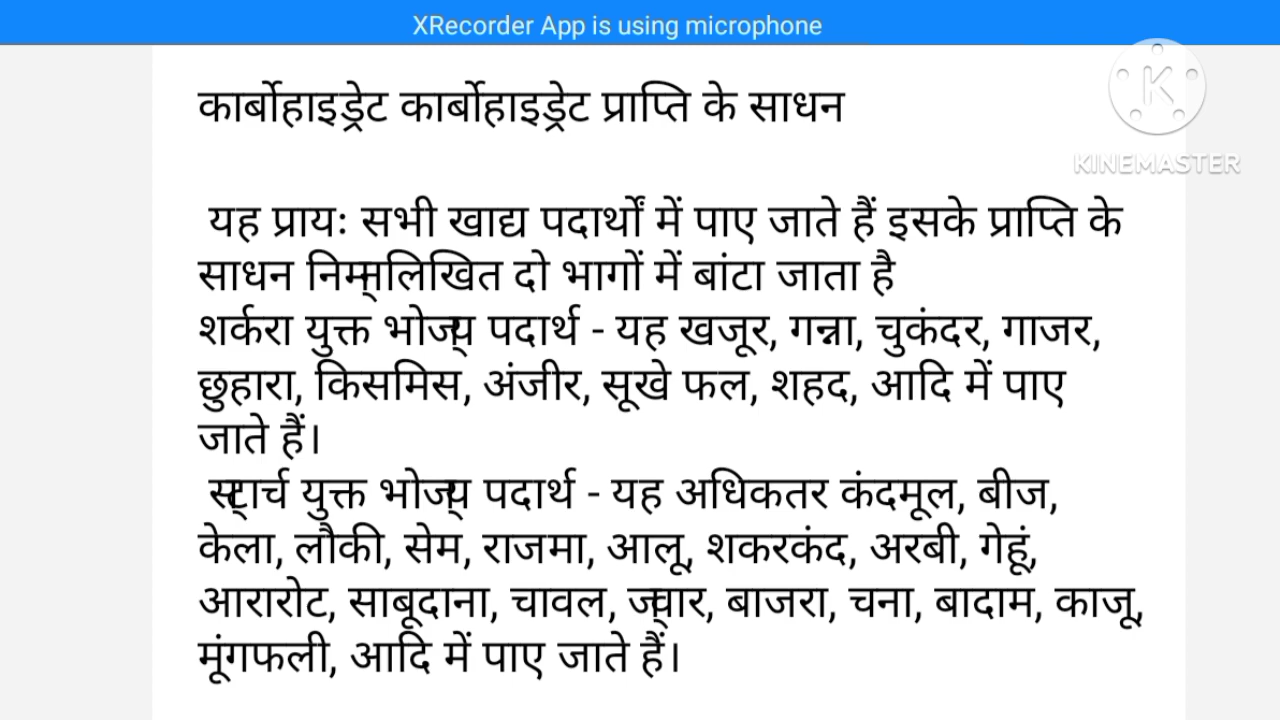 XRecorder App is using microphone
कार्बोहाइड्रेट कार्बोहाइड्रेट प्राप्ति के साधन
KINEMASTER
यह प्रायः सभी खाद्य पदार्थों में पाए जाते हैं इसके प्राप्ति के
साधन निम्नलिखित दो भागों में बांटा जाता है
शर्करा युक्त भोज्य पदार्थ - यह खजूर, गन्ना, चुकंदर, गाजर,
छुहारा, किसमिस, अंजीर, सूखे फल, शहद, आदि में पाए
जाते हैं।
स्टार्च युक्त भोज्य पदार्थ - यह अधिकतर कंदमूल, बीज,
केला, लौकी, सेम, राजमा, आलू, शकरकंद, अरबी, गेहूं,
आरारोट, साबूदाना, चावल, ज्वार, बाजरा, चना, बादाम, काजू,
मूंगफली, आदि में पाए जाते हैं।